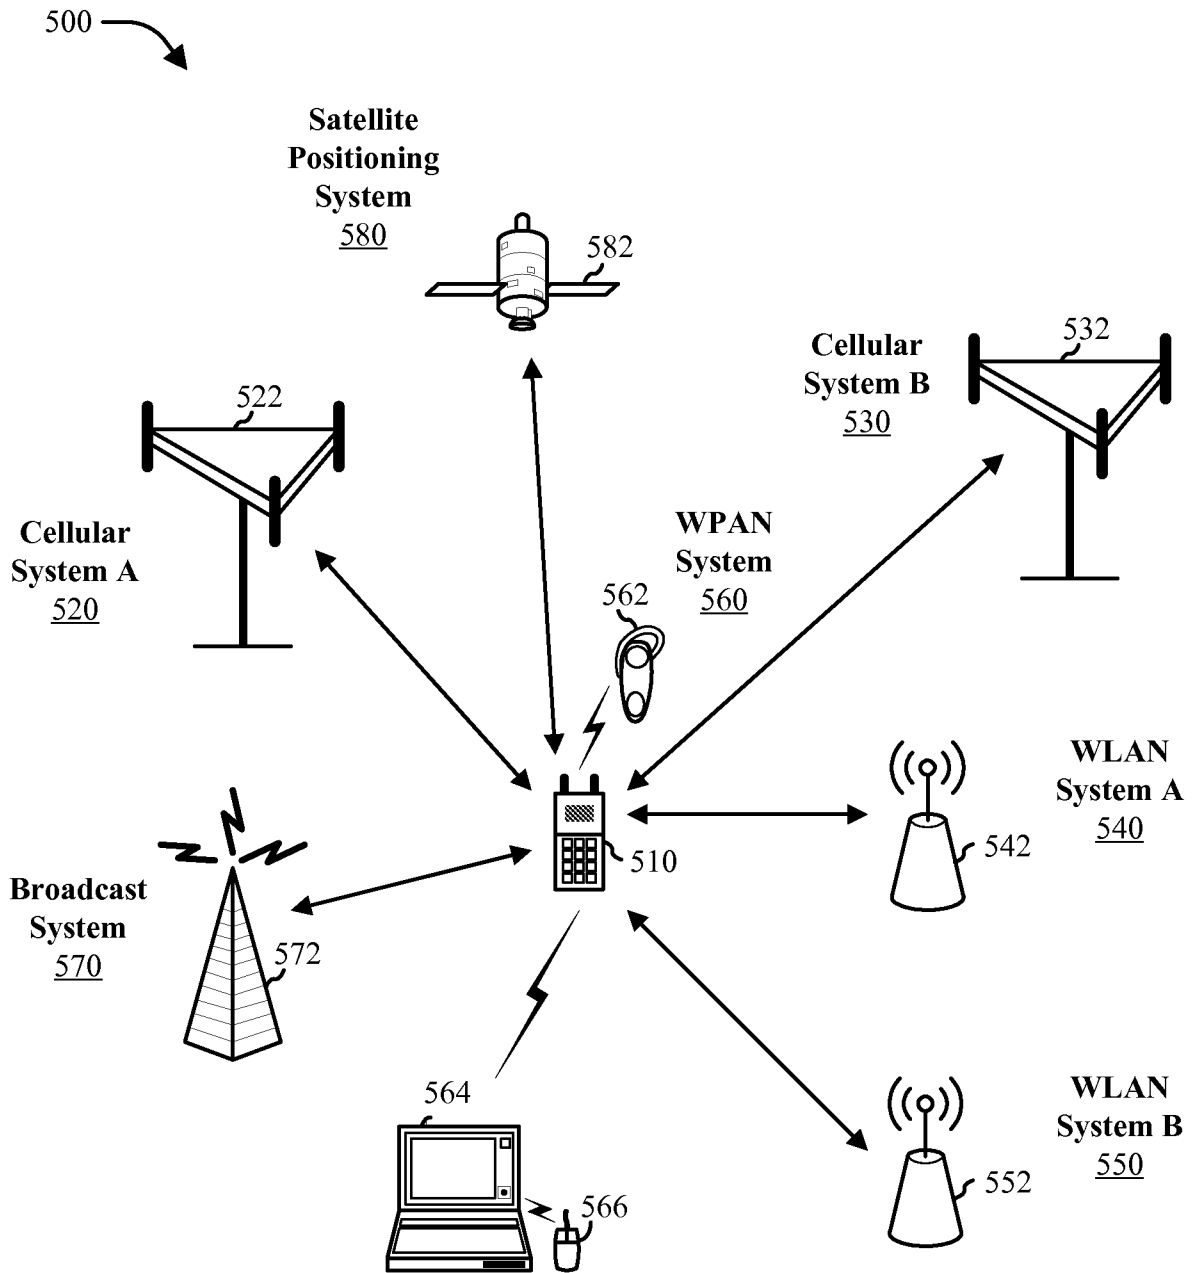 500
Satellite
Positioning
System
580
582
Cellular
System B
530
532
522
Cellular
System A
520
WPAN
System
560
562
WLAN
System A
540
542
510
Broadcast
System
570
572
564
566
WLAN
System B
550
552